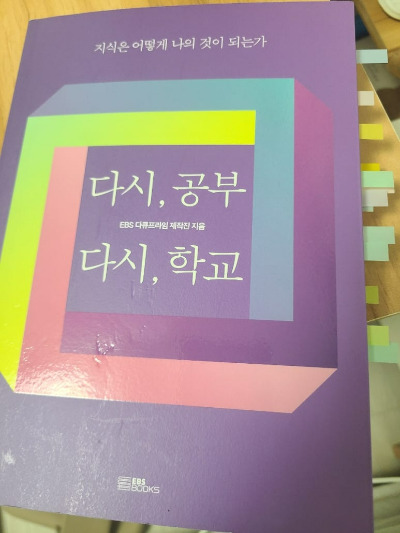 지식은 어떻게 나의 것이 되는가
다시, 공부
EBS 다큐프라임 제작진 지음
다시, 학교
EBS
BOOKS